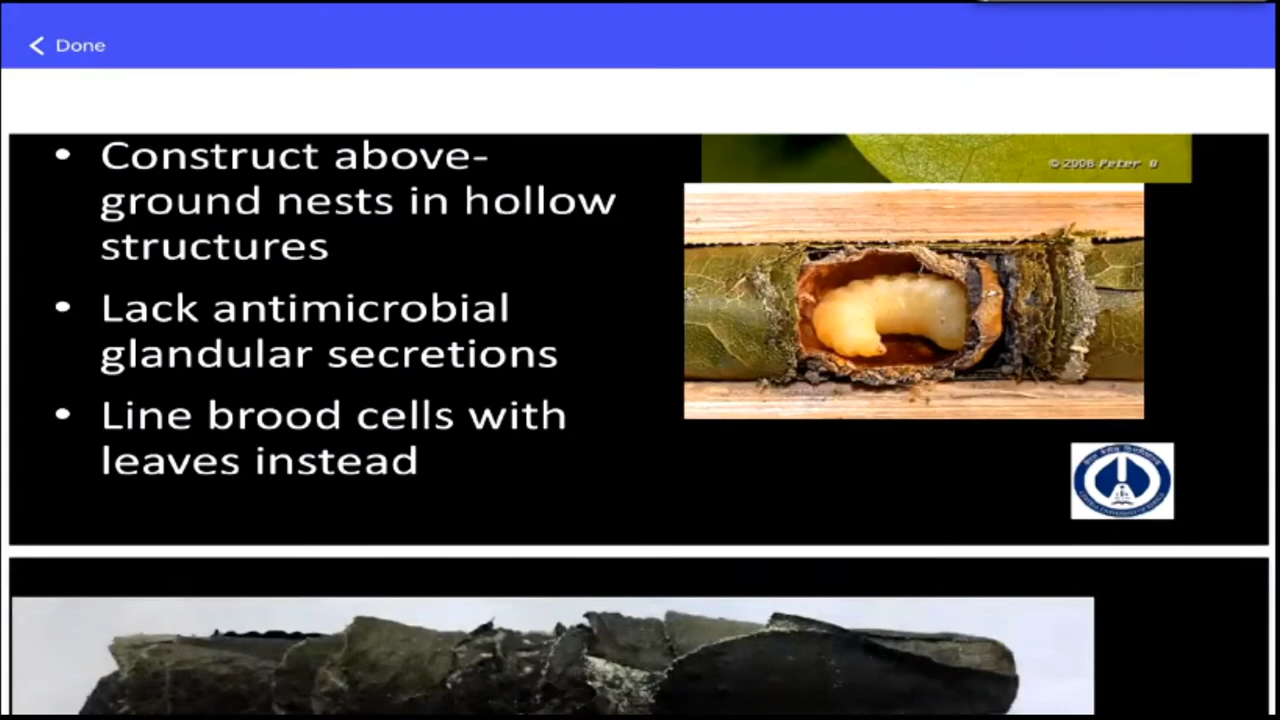 Done
• Construct above-
ground nests in hollow
structures
• Lack antimicrobial
glandular secretions
• Line brood cells with
leaves instead
© 2008 Peter